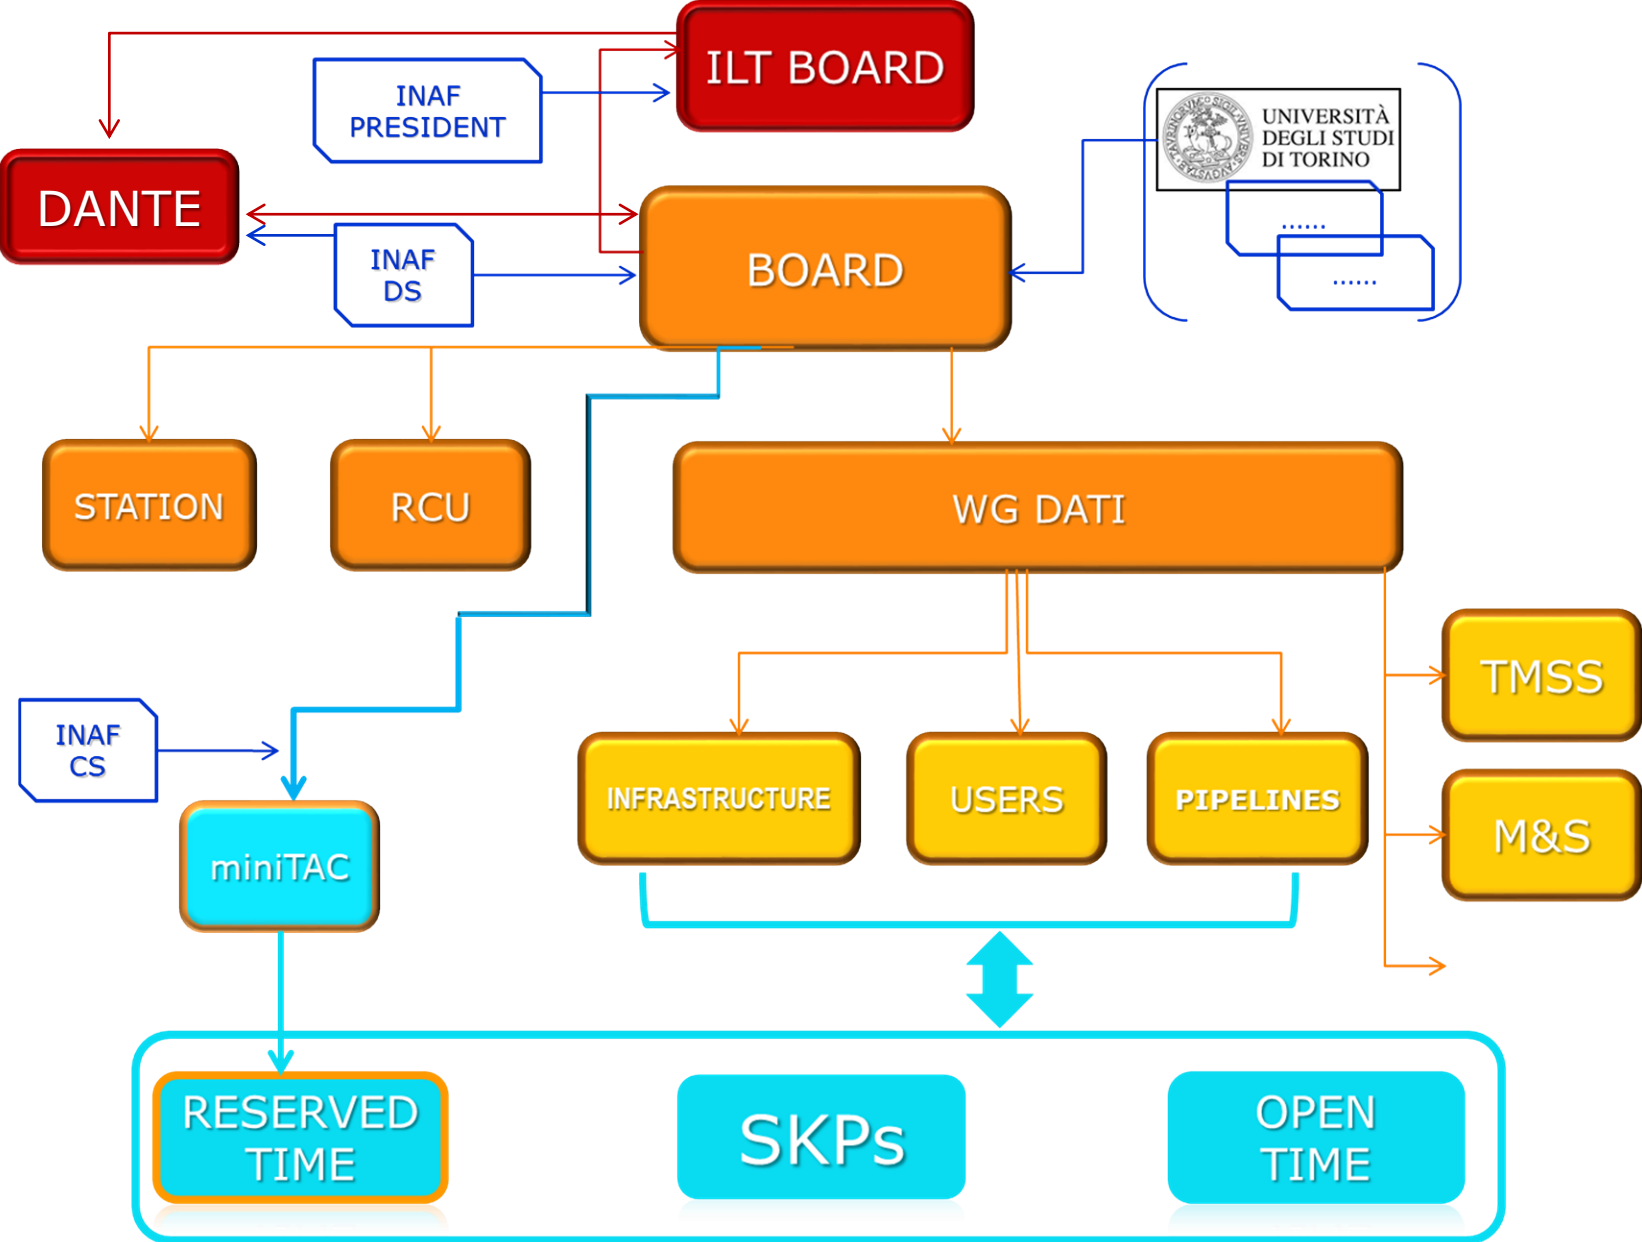 ILT BOARD
INAF
PRESIDENT
UNIVERSITÀ
DEGLI STUDI
DI TORINO
DANTE
......
INAF
DS
BOARD
......
STATION
RCU
WG DATI
TMSS
INAF
CS
INFRASTRUCTURE
USERS
PIPELINES
M&S
miniTAC
RESERVED
TIME
SKPs
OPEN
TIME